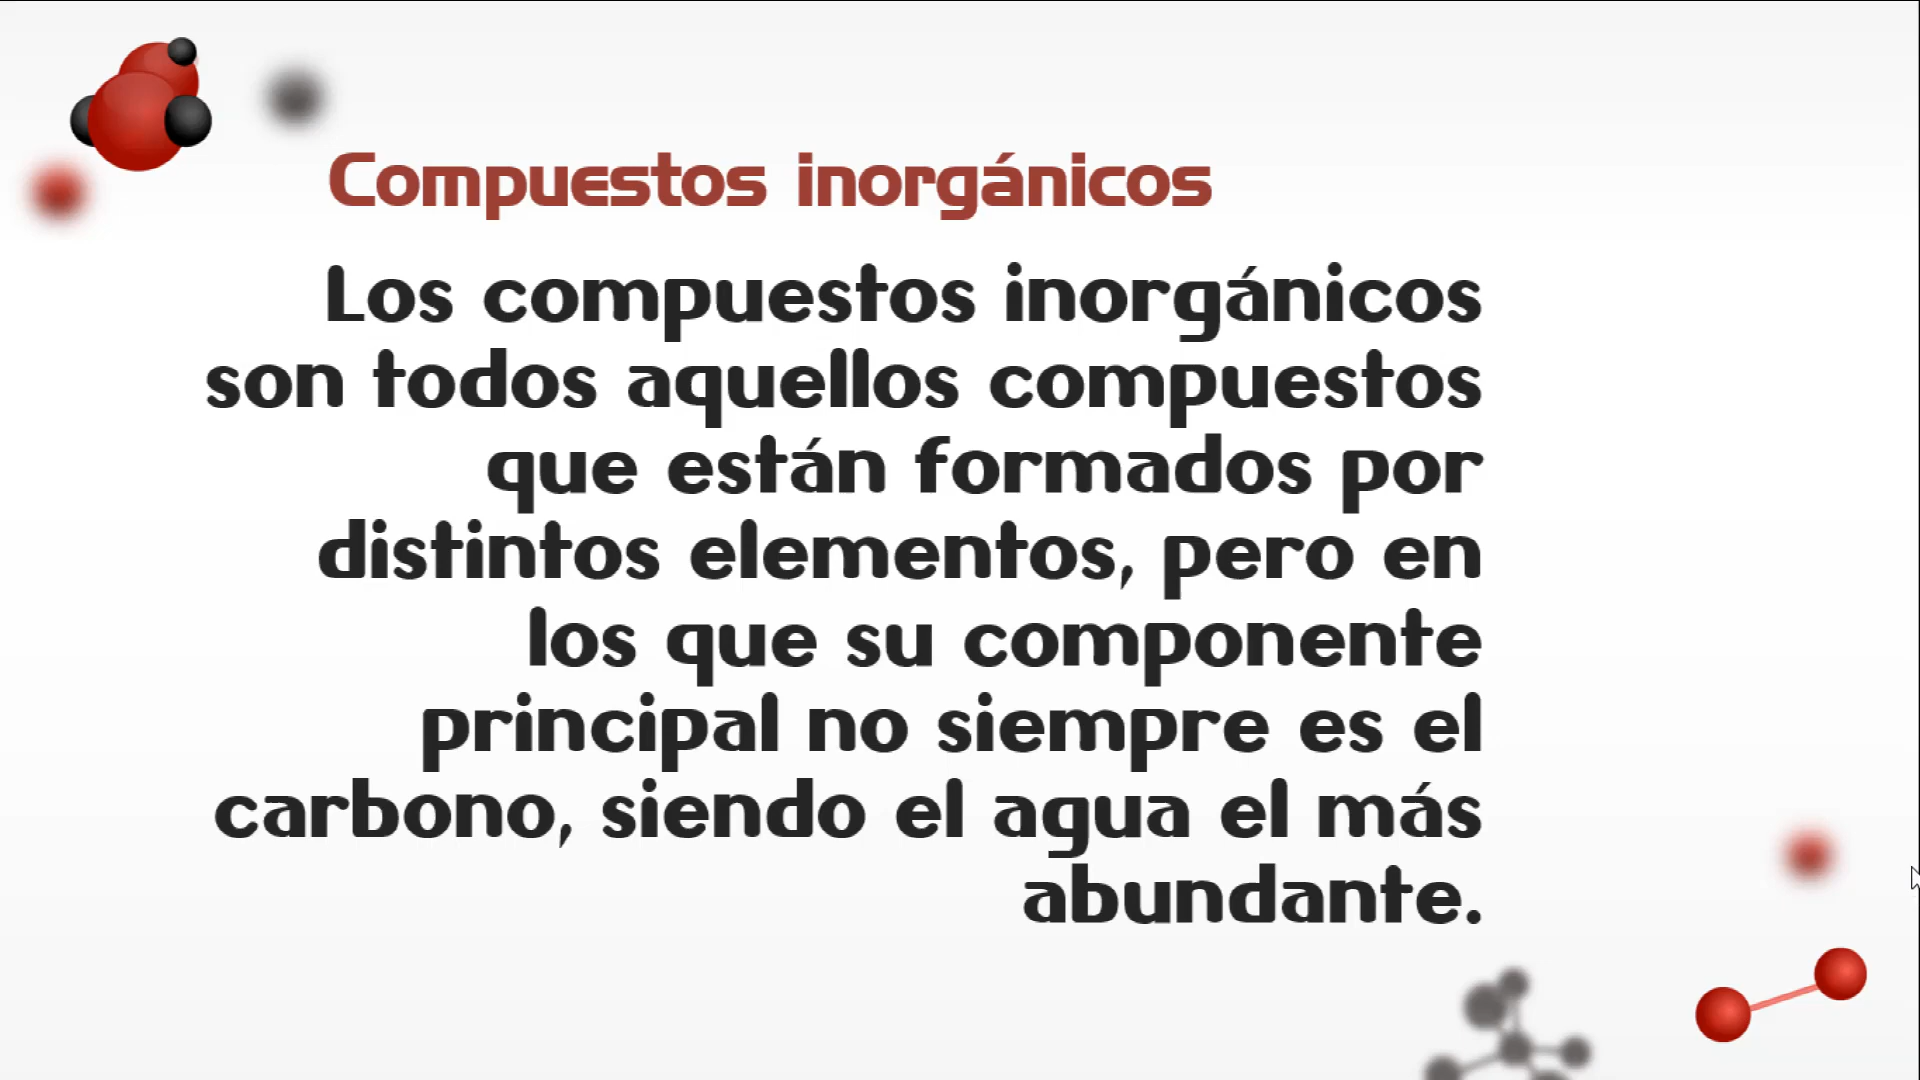 Compuestos inorgánicos
Los compuestos inorgánicos
son todos aquellos compuestos
que están formados por
distintos elementos, pero en
los que su componente
principal no siempre es el
carbono, siendo el agua el más
abundante.